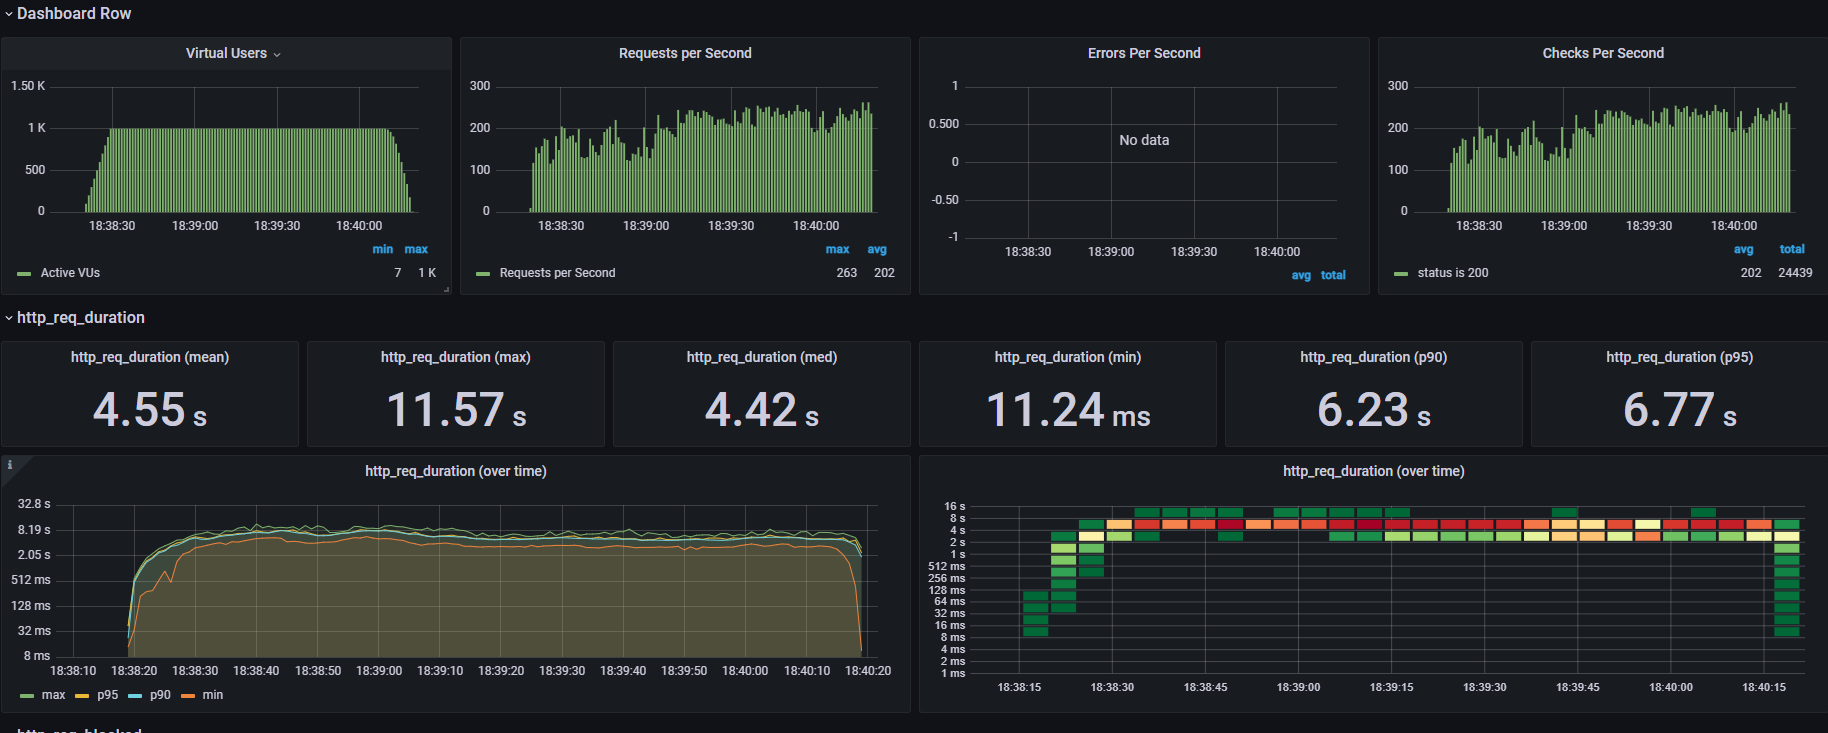 Dashboard Row
Virtual Users
1.50 K
1 K
500
0
18:38:30 18:39:00 18:39:30 18:40:00
min max
Active VUs 7 1 K
Requests per Second
300
200
100
0
18:38:30 18:39:00 18:39:30 18:40:00
max avg
Requests per Second 263 202
Errors Per Second
1
0.500
0
-0.50
-1
No data
18:38:30 18:39:00 18:39:30 18:40:00
avg total
Checks Per Second
300
200
100
0
18:38:30 18:39:00 18:39:30 18:40:00
avg total
status is 200 202 24439
http_req_duration
http_req_duration (mean)
4.55 s
http_req_duration (max)
11.57 s
http_req_duration (med)
4.42 s
http_req_duration (min)
11.24 ms
http_req_duration (p90)
6.23 s
http_req_duration (p95)
6.77 s
i
http_req_duration (over time)
32.8 s
8.19 s
2.05 s
512 ms
128 ms
32 ms
8 ms
18:38:10 18:38:20 18:38:30 18:38:40 18:38:50 18:39:00 18:39:10 18:39:20 18:39:30 18:39:40 18:39:50 18:40:00 18:40:10 18:40:20
max p95 p90 min
http_req_duration (over time)
16 s
8 s
4 s
2 s
1 s
512 ms
256 ms
128 ms
64 ms
32 ms
16 ms
8 ms
4 ms
2 ms
1 ms
18:38:15 18:38:30 18:38:45 18:39:00 18:39:15 18:39:30 18:39:45 18:40:00 18:40:15
http_req_blocked